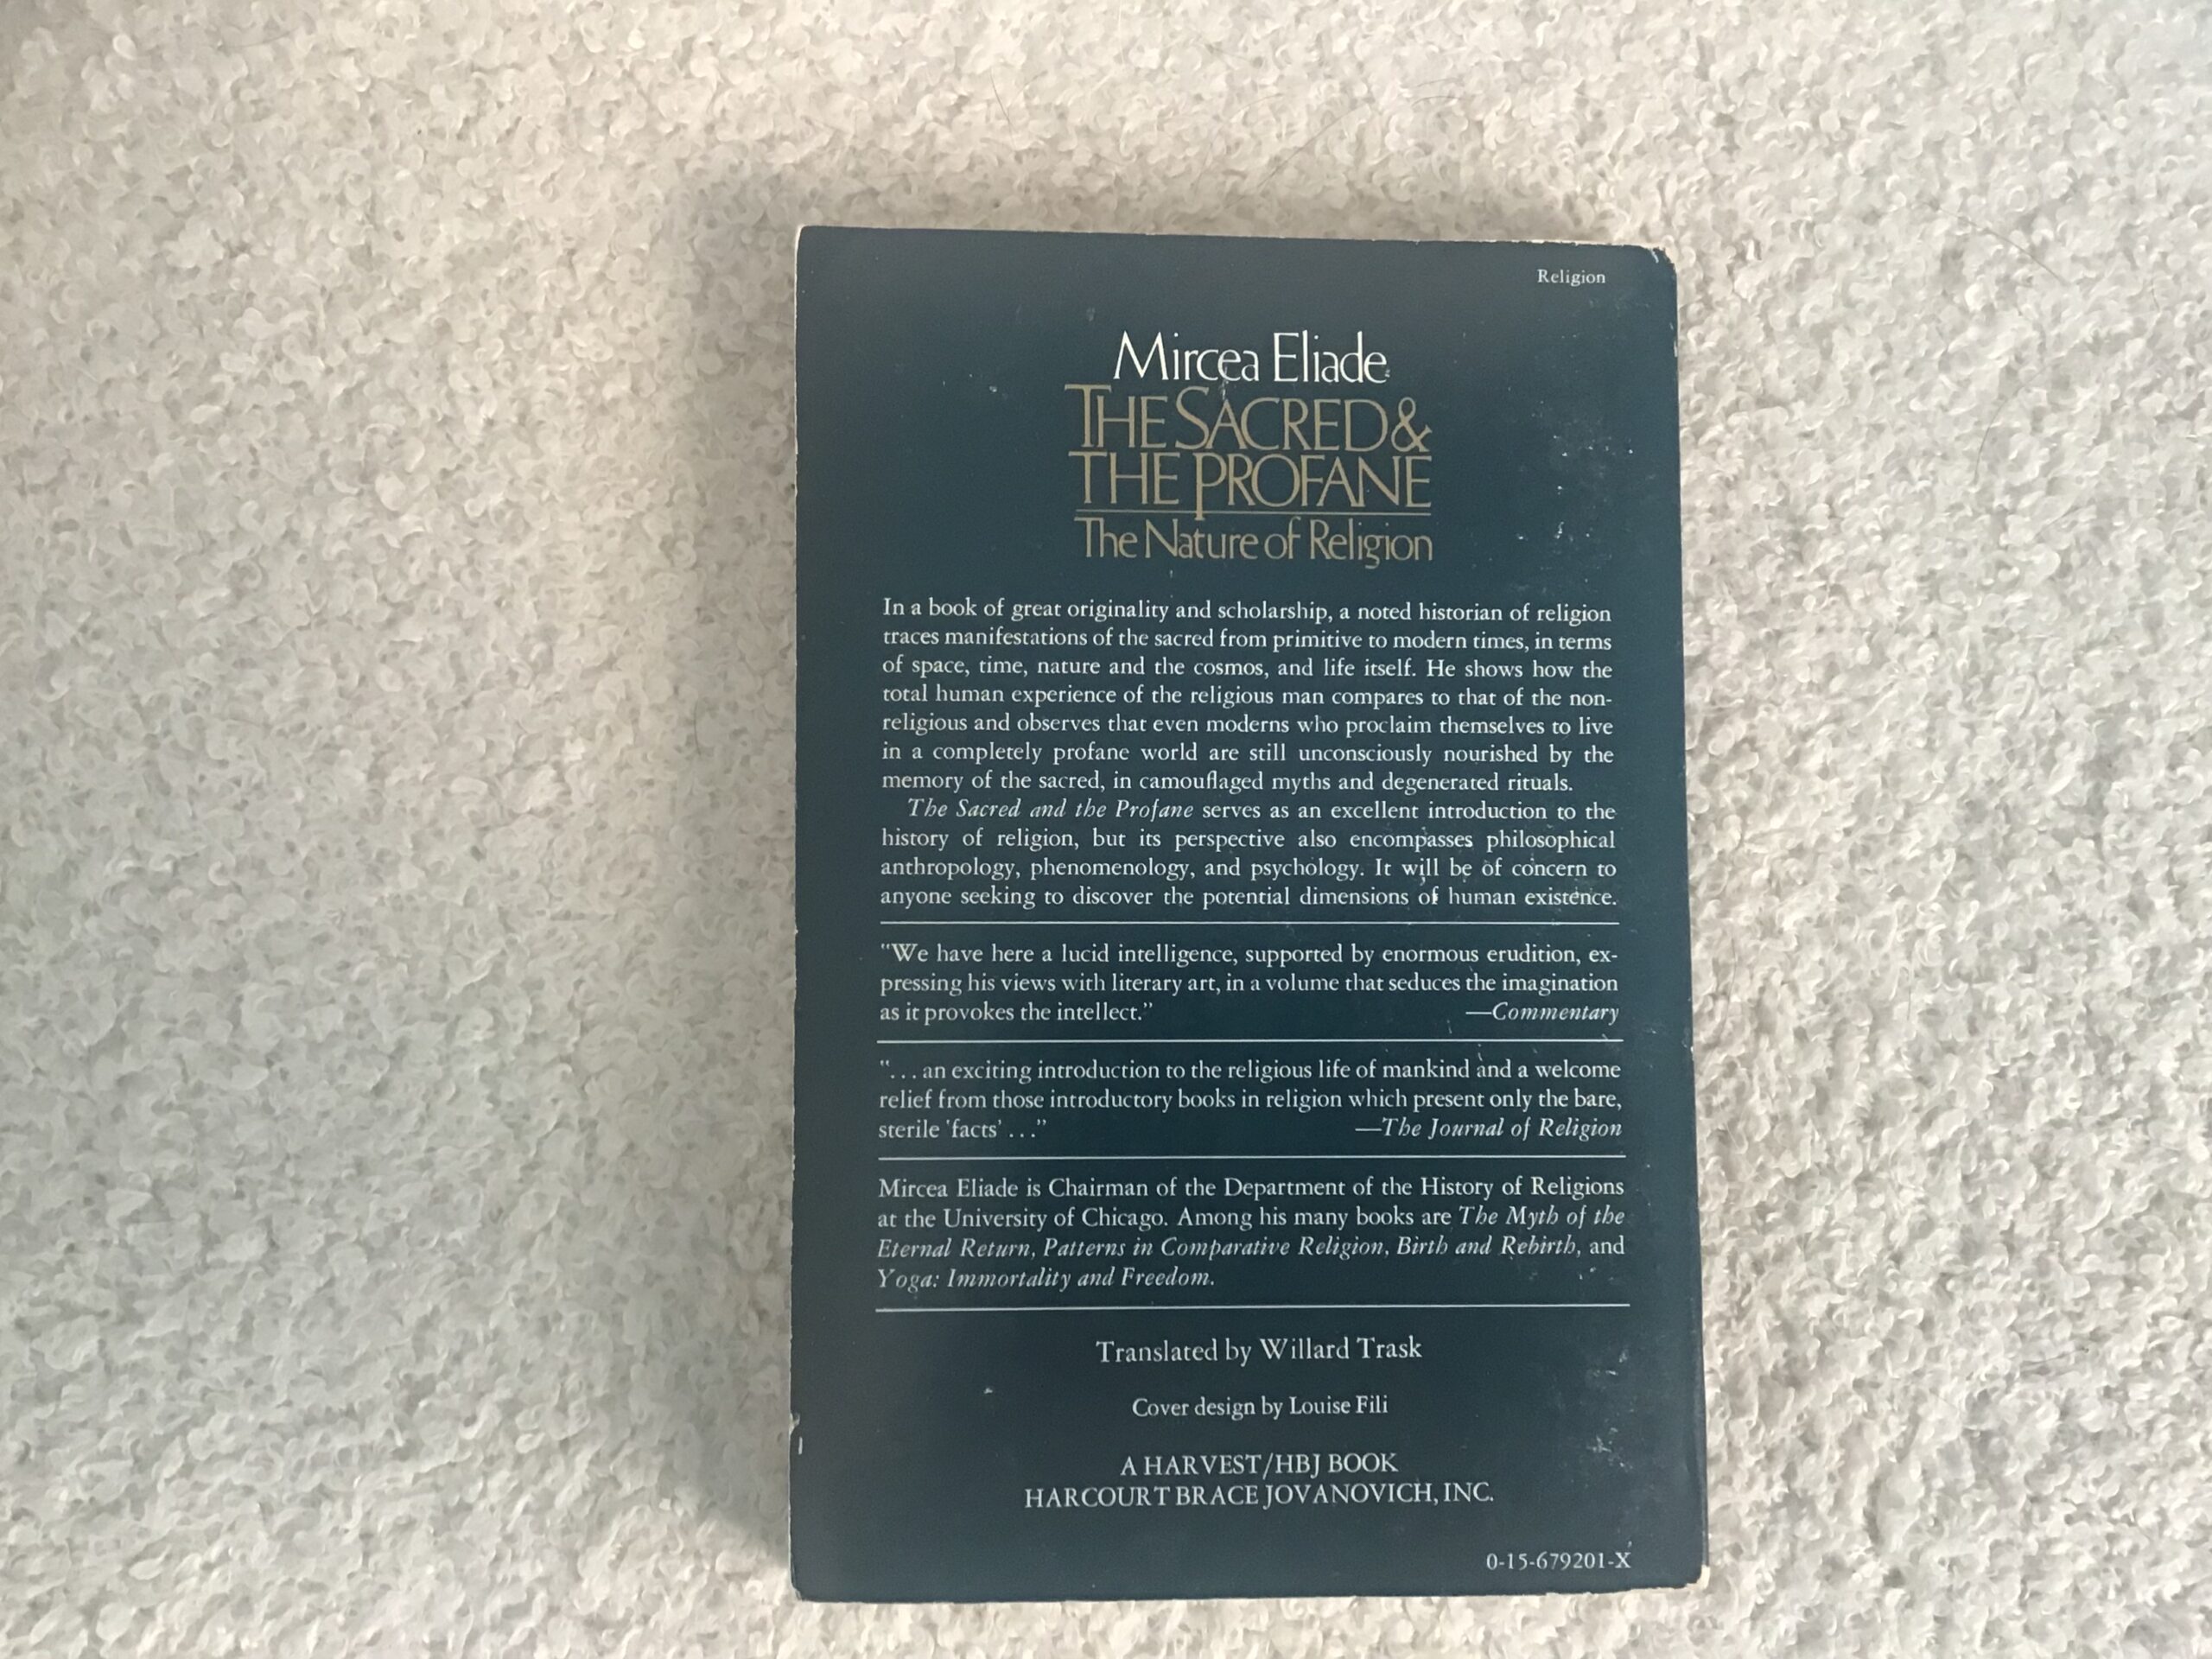 Religion
Mircea Eliade
THE SACRED &
THE PROFANE
The Nature of Religion
In a book of great originality and scholarship, a noted historian of religion
traces manifestations of the sacred from primitive to modern times, in terms
of space, time, nature and the cosmos, and life itself. He shows how the
total human experience of the religious man compares to that of the non-
religious and observes that even moderns who proclaim themselves to live
in a completely profane world are still unconsciously nourished by the
memory of the sacred, in camouflaged myths and degenerated rituals.
The Sacred and the Profane serves as an excellent introduction to the
history of religion, but its perspective also encompasses philosophical
anthropology, phenomenology, and psychology. It will be of concern to
anyone seeking to discover the potential dimensions of human existence.
"We have here a lucid intelligence, supported by enormous erudition, ex-
pressing his views with literary art, in a volume that seduces the imagination
as it provokes the intellect." —Commentary
". . . an exciting introduction to the religious life of mankind and a welcome
relief from those introductory books in religion which present only the bare,
sterile 'facts' . . ." —The Journal of Religion
Mircea Eliade is Chairman of the Department of the History of Religions
at the University of Chicago. Among his many books are The Myth of the
Eternal Return, Patterns in Comparative Religion, Birth and Rebirth, and
Yoga: Immortality and Freedom.
Translated by Willard Trask
Cover design by Louise Fili
A HARVEST/HBJ BOOK
HARCOURT BRACE JOVANOVICH, INC.
0-15-679201-X